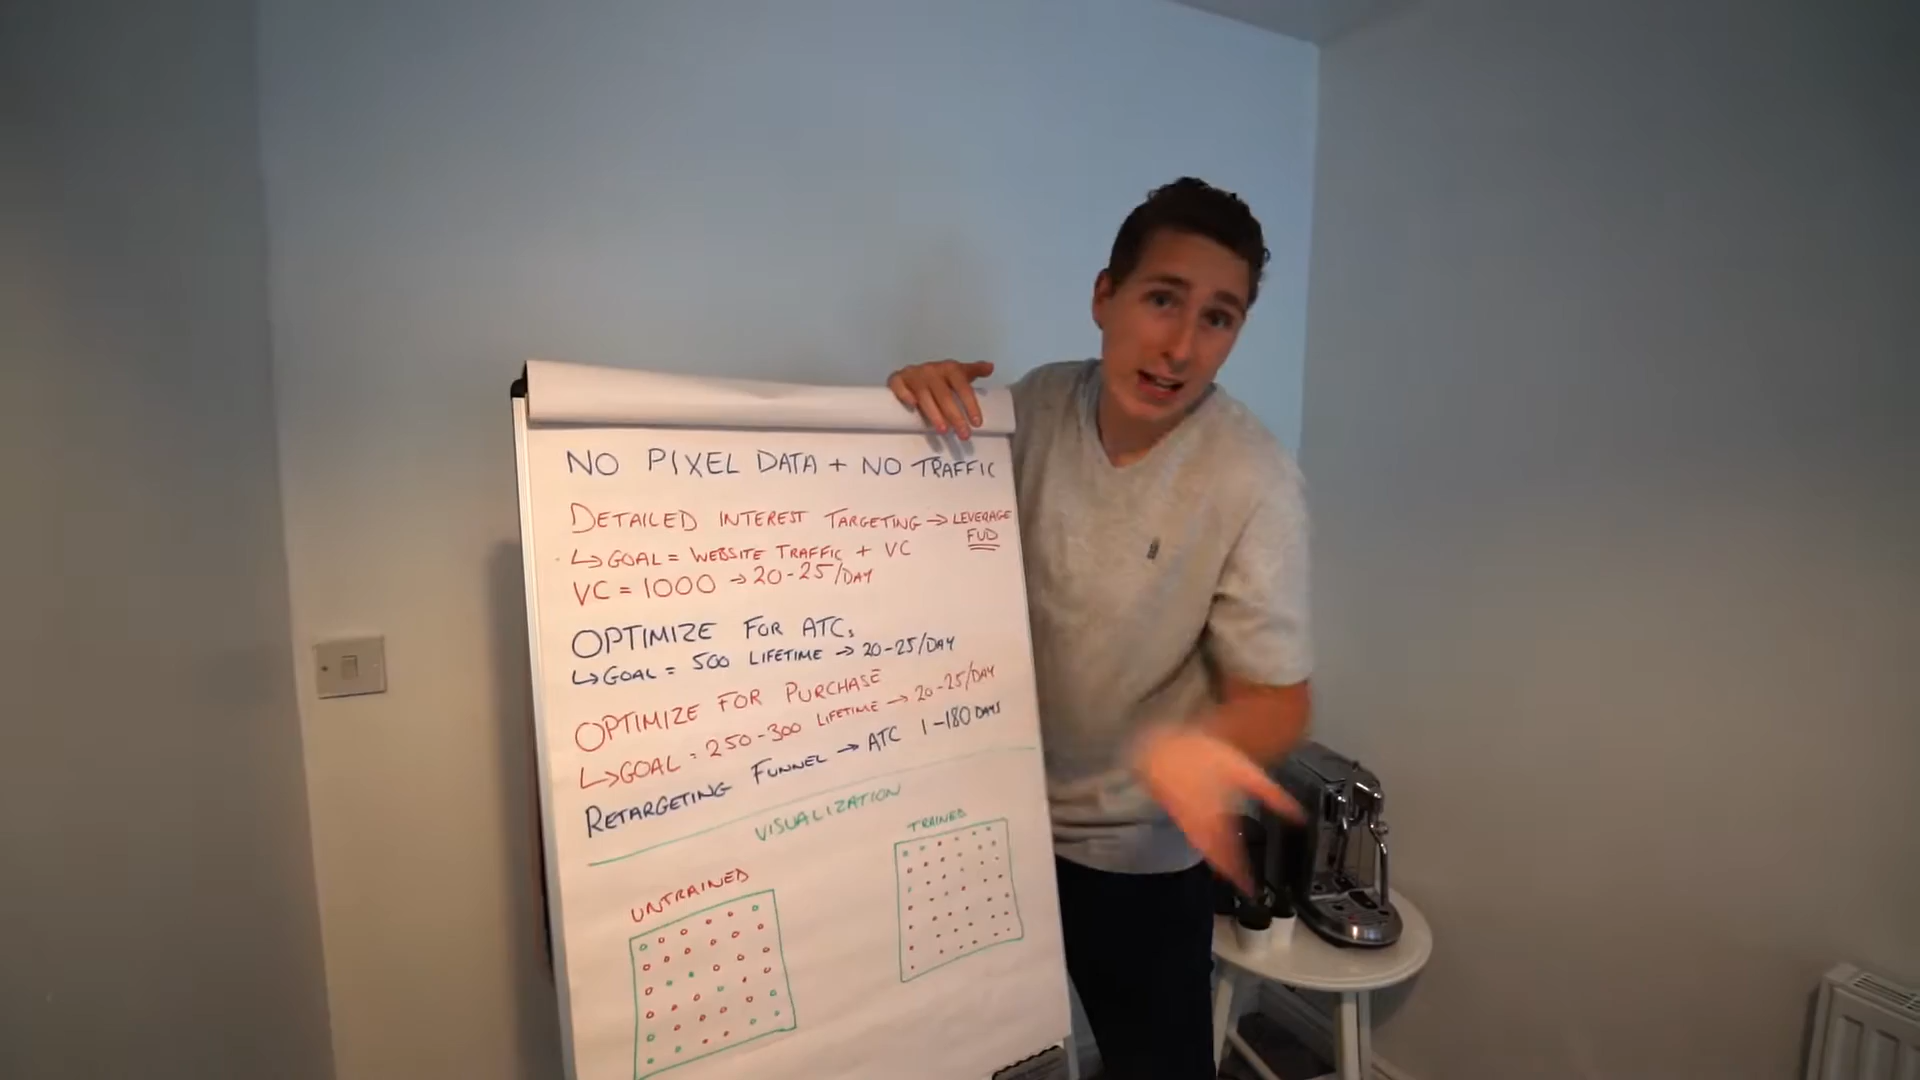 NO PIXEL DATA + NO TRAFFIC
DETAILED INTEREST TARGETING → LEVERAGE FUD
↳ GOAL = WEBSITE TRAFFIC + VC
VC = 1000 → 20-25/DAY
OPTIMIZE FOR ATCs
↳ GOAL = 500 LIFETIME → 20-25/DAY
OPTIMIZE FOR PURCHASE
↳ GOAL = 250-300 LIFETIME → 20-25/DAY
RETARGETING FUNNEL → ATC 1-180 DAYS
VISUALIZATION
UNTRAINED
TRAINED